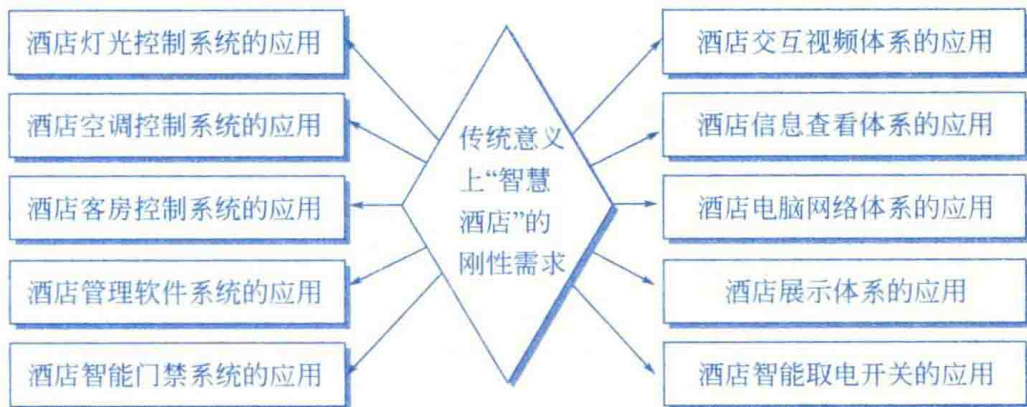 酒店灯光控制系统的应用
酒店空调控制系统的应用
酒店客房控制系统的应用
酒店管理软件系统的应用
酒店智能门禁系统的应用
传统意义
上“智慧
酒店”的
刚性需求
酒店交互视频体系的应用
酒店信息查看体系的应用
酒店电脑网络体系的应用
酒店展示体系的应用
酒店智能取电开关的应用